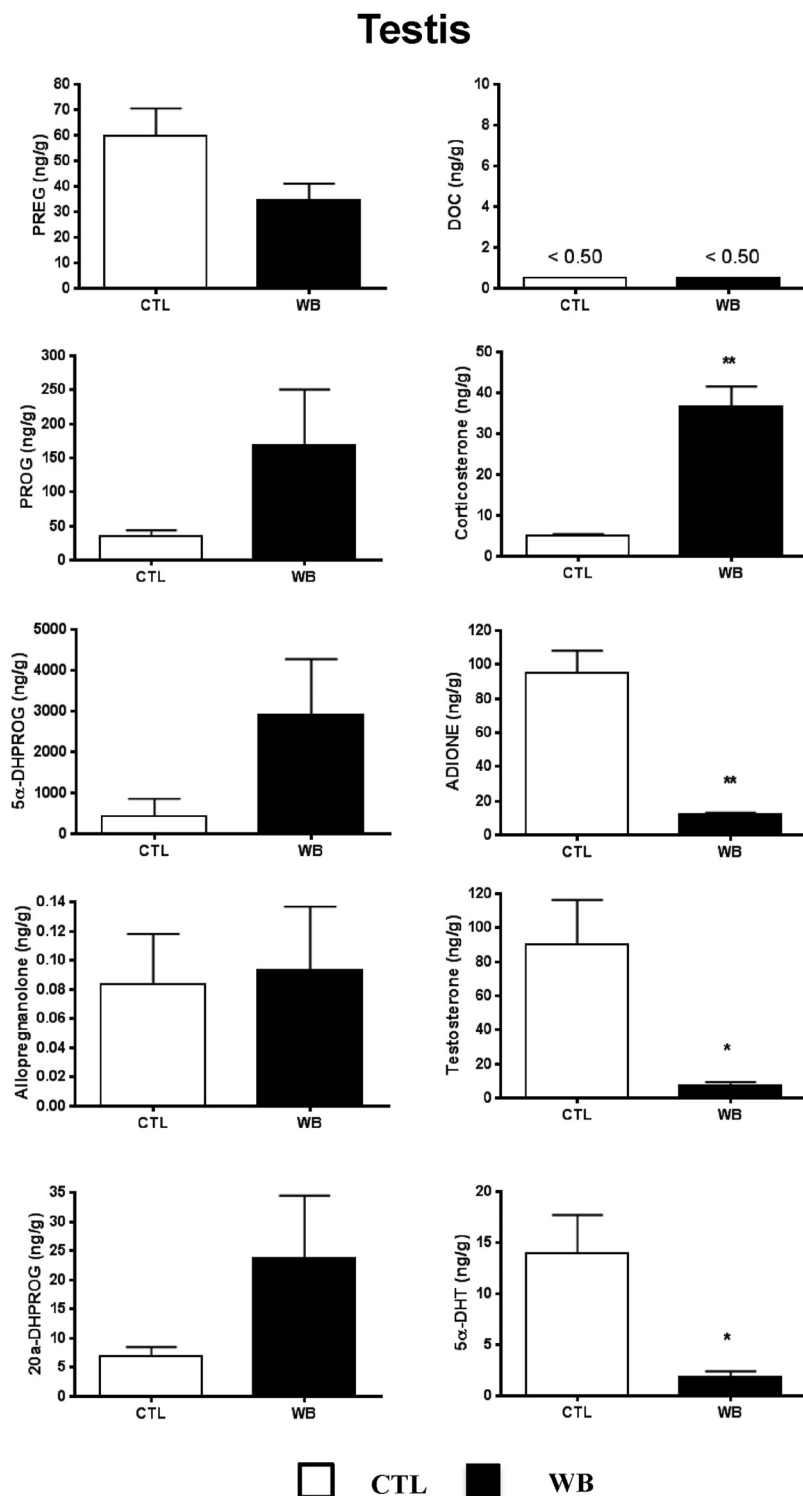 Testis
PREG (ng/g)
80
70
60
50
40
30
20
10
0
CTL
WB
DOC (ng/g)
10
8
6
4
2
0
< 0.50
< 0.50
CTL
WB
PROG (ng/g)
300
250
200
150
100
50
0
CTL
WB
Corticosterone (ng/g)
50
40
30
20
10
0
**
CTL
WB
5α-DHPROG (ng/g)
5000
4000
3000
2000
1000
0
CTL
WB
ADIONE (ng/g)
120
100
80
60
40
20
0
**
CTL
WB
Allopregnanolone (ng/g)
0.14
0.12
0.10
0.08
0.06
0.04
0.02
0.00
CTL
WB
Testosterone (ng/g)
120
100
80
60
40
20
0
*
CTL
WB
20a-DHPROG (ng/g)
35
30
25
20
15
10
5
0
CTL
WB
5α-DHT (ng/g)
20
15
10
5
0
*
CTL
WB
CTL
WB